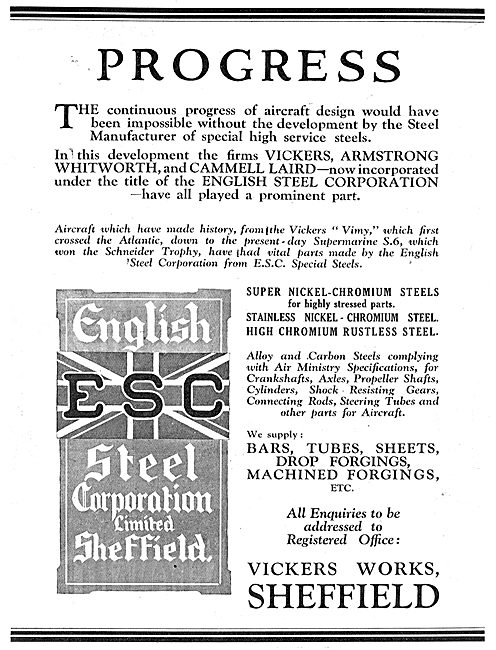 PROGRESS
THE continuous progress of aircraft design would have
been impossible without the development by the Steel
Manufacturer of special high service steels.
In this development the firms VICKERS, ARMSTRONG
WHITWORTH, and CAMMELL LAIRD—now incorporated
under the title of the ENGLISH STEEL CORPORATION
—have all played a prominent part.
Aircraft which have made history, from the Vickers "Vimy," which first
crossed the Atlantic, down to the present-day Supermarine S.6, which
won the Schneider Trophy, have had vital parts made by the English
Steel Corporation from E.S.C. Special Steels.
English
ESC
Steel
Corporation
Limited
Sheffield.
SUPER NICKEL-CHROMIUM STEELS
for highly stressed parts.
STAINLESS NICKEL-CHROMIUM STEEL.
HIGH CHROMIUM RUSTLESS STEEL.
Alloy and Carbon Steels complying
with Air Ministry Specifications, for
Crankshafts, Axles, Propeller Shafts,
Cylinders, Shock Resisting Gears,
Connecting Rods, Steering Tubes and
other parts for Aircraft.
We supply:
BARS, TUBES, SHEETS,
DROP FORGINGS,
MACHINED FORGINGS,
ETC.
All Enquiries to be
addressed to
Registered Office:
VICKERS WORKS,
SHEFFIELD